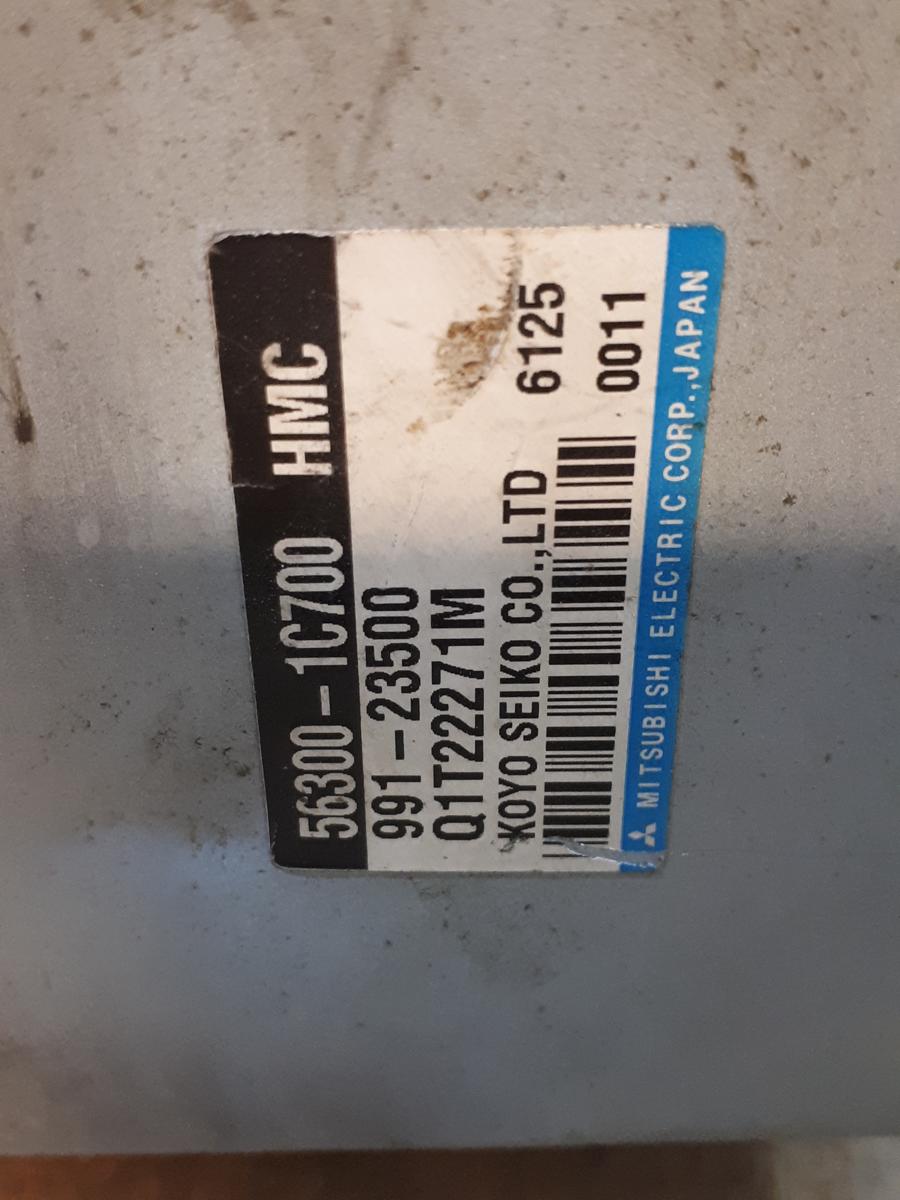 56300-1C700 HMC
991-23500
Q1T22271M
KOYO SEIKO CO.,LTD 6125
0011
MITSUBISHI ELECTRIC CORP.,JAPAN